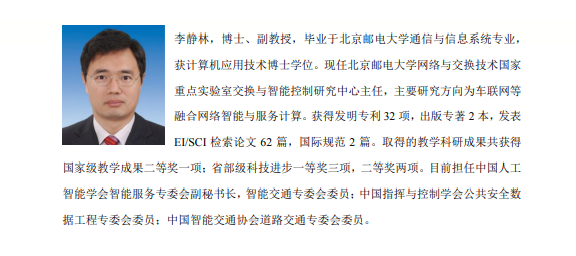 李静林，博士、副教授，毕业于北京邮电大学通信与信息系统专业，
获计算机应用技术博士学位。现任北京邮电大学网络与交换技术国家
重点实验室交换与智能控制研究中心主任，主要研究方向为车联网等
融合网络智能与服务计算。获得发明专利 32 项，出版专著 2 本，发表
EI/SCI 检索论文 62 篇，国际规范 2 篇。取得的教学科研成果共获得
国家级教学成果二等奖一项；省部级科技进步一等奖三项，二等奖两项。目前担任中国人工
智能学会智能服务专委会副秘书长，智能交通专委会委员；中国指挥与控制学会公共安全数
据工程专委会委员；中国智能交通协会道路交通专委会委员。